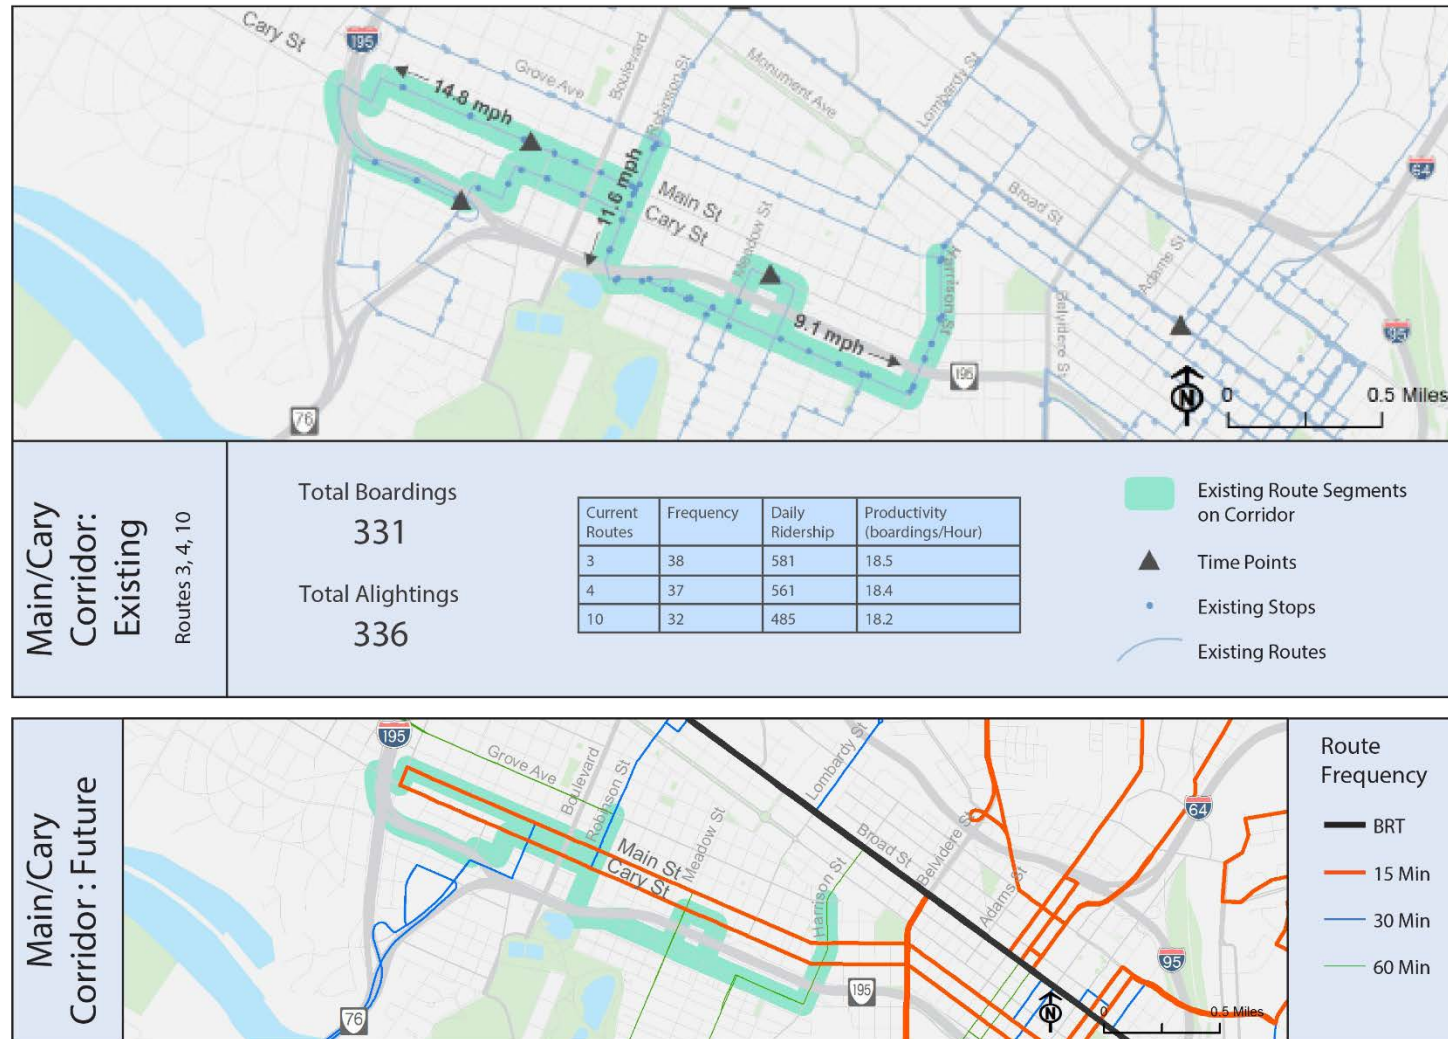 Cary St
195
Grove Ave
Boulevard
Robinson St
Monument Ave
Lombardy St
14.8 mph
11.6 mph
Main St
Cary St
Meadow St
9.1 mph
Harrison St
Broad St
Adams St
Belvidere St
64
95
195
76
N
0
0.5 Miles
Main/Cary
Corridor:
Existing
Routes 3, 4, 10
Total Boardings
331
Total Alightings
336
Current Routes | Frequency | Daily Ridership | Productivity (boardings/Hour)
3 | 38 | 581 | 18.5
4 | 37 | 561 | 18.4
10 | 32 | 485 | 18.2
Existing Route Segments
on Corridor
Time Points
Existing Stops
Existing Routes
Main/Cary
Corridor : Future
195
Grove Ave
Boulevard
Robinson St
Lombardy St
Main St
Cary St
Meadow St
Harrison St
Broad St
Belvidere St
Adams St
64
95
195
76
N
0
0.5 Miles
Route
Frequency
BRT
15 Min
30 Min
60 Min